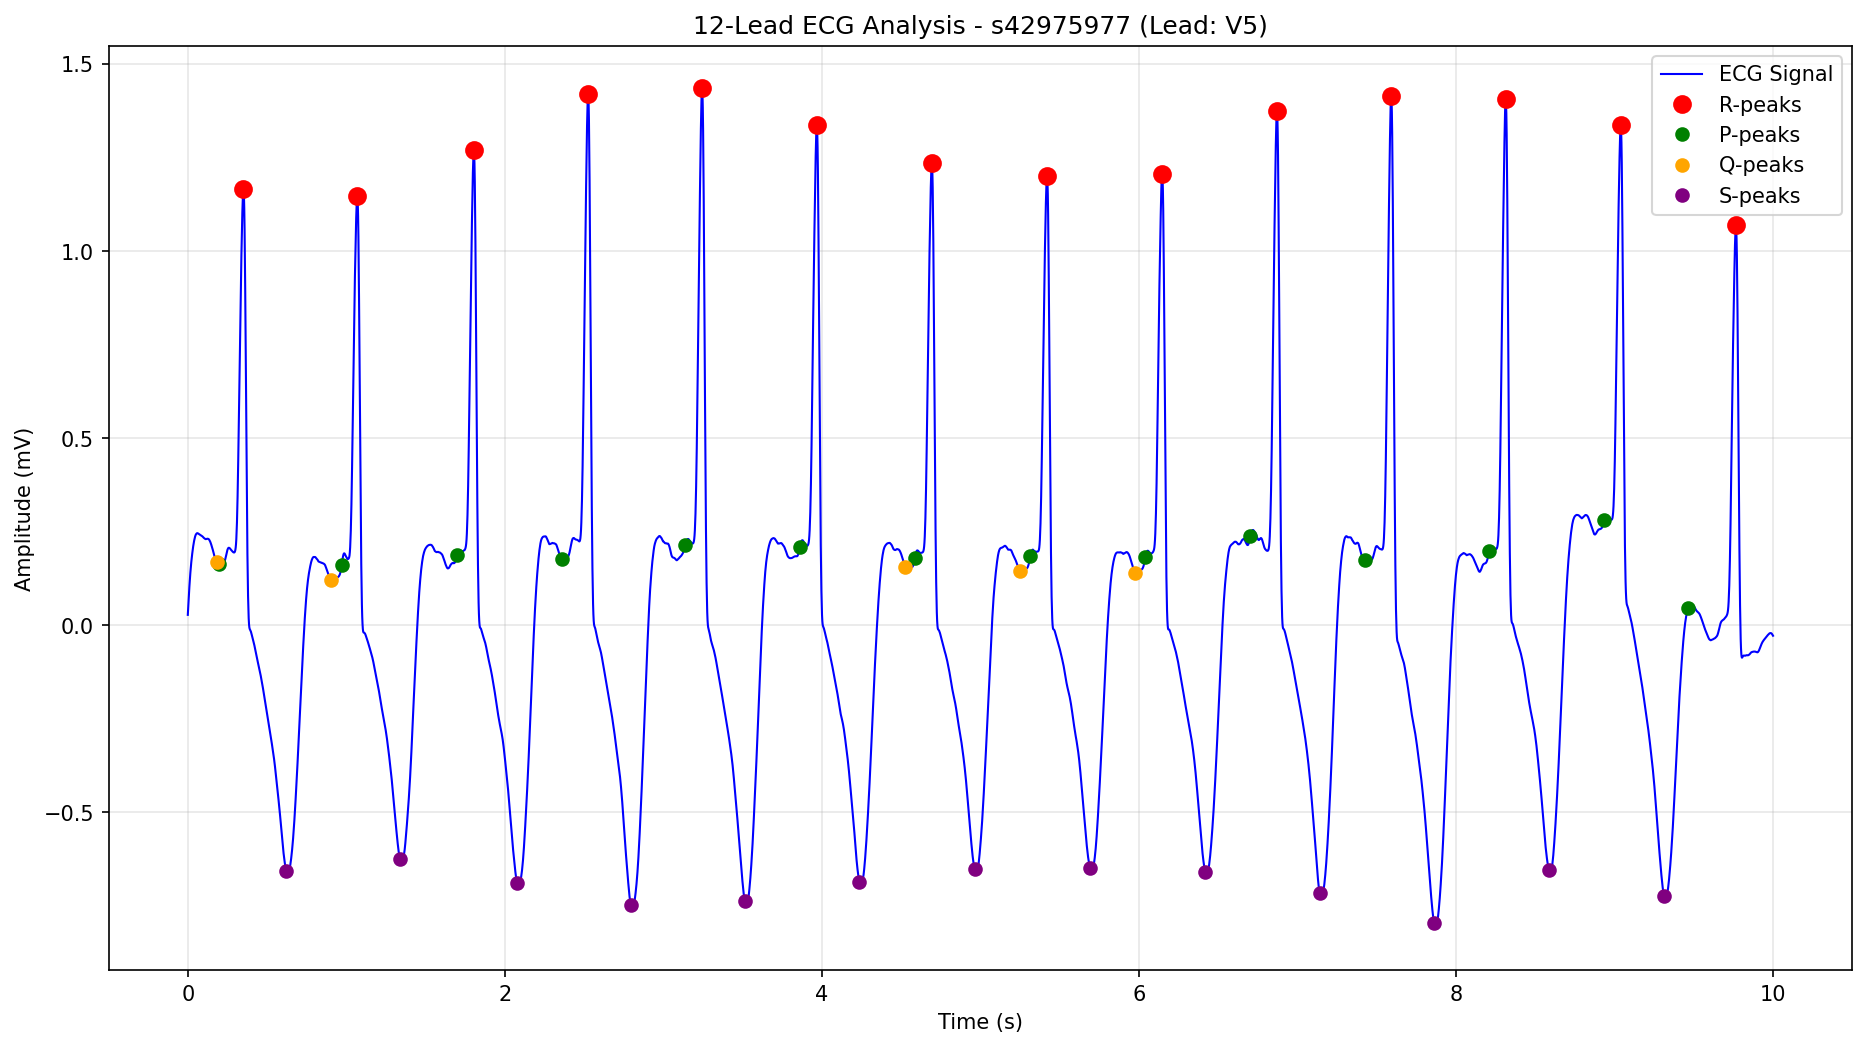 12-Lead ECG Analysis - s42975977 (Lead: V5)
ECG Signal
R-peaks
P-peaks
Q-peaks
S-peaks
Amplitude (mV)
1.5
1.0
0.5
0.0
−0.5
0 2 4 6 8 10
Time (s)